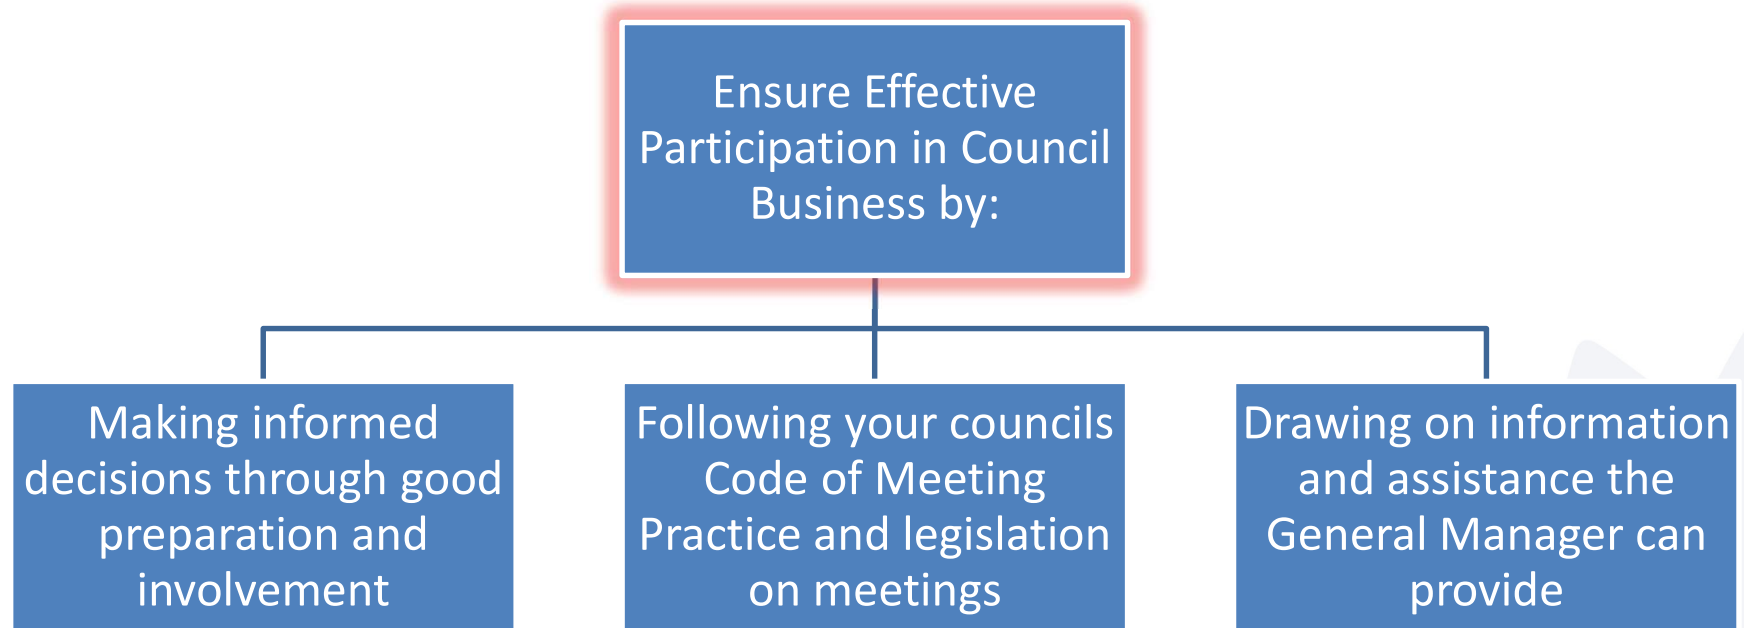 Ensure Effective
Participation in Council
Business by:
Making informed
decisions through good
preparation and
involvement
Following your councils
Code of Meeting
Practice and legislation
on meetings
Drawing on information
and assistance the
General Manager can
provide